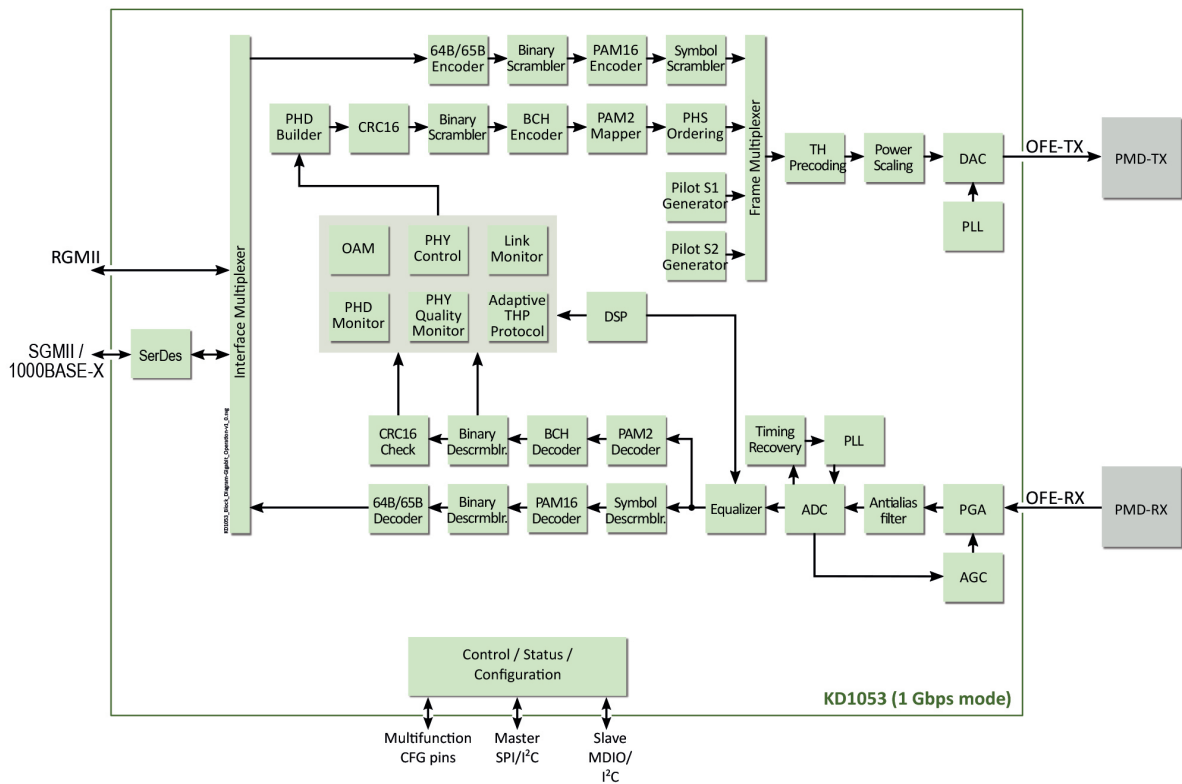 64B/65B
Encoder
Binary
Scrambler
PAM16
Encoder
Symbol
Scrambler
PHD
Builder
CRC16
Binary
Scrambler
BCH
Encoder
PAM2
Mapper
PHS
Ordering
Pilot S1
Generator
Pilot S2
Generator
Frame Multiplexer
TH
Precoding
Power
Scaling
DAC
PLL
OFE-TX
PMD-TX
RGMII
SGMII /
1000BASE-X
SerDes
Interface Multiplexer
OAM
PHY
Control
Link
Monitor
PHD
Monitor
PHY
Quality
Monitor
Adaptive
THP
Protocol
DSP
CRC16
Check
Binary
Descrmblr.
BCH
Decoder
PAM2
Decoder
Timing
Recovery
PLL
64B/65B
Decoder
Binary
Descrmblr.
PAM16
Decoder
Symbol
Descrmblr.
Equalizer
ADC
Antialias
filter
PGA
AGC
OFE-RX
PMD-RX
KD1053_Block_Diagram-Gigabit_Operation-v1_0.svg
Control / Status /
Configuration
KD1053 (1 Gbps mode)
Multifunction
CFG pins
Master
SPI/I²C
Slave
MDIO/
I²C